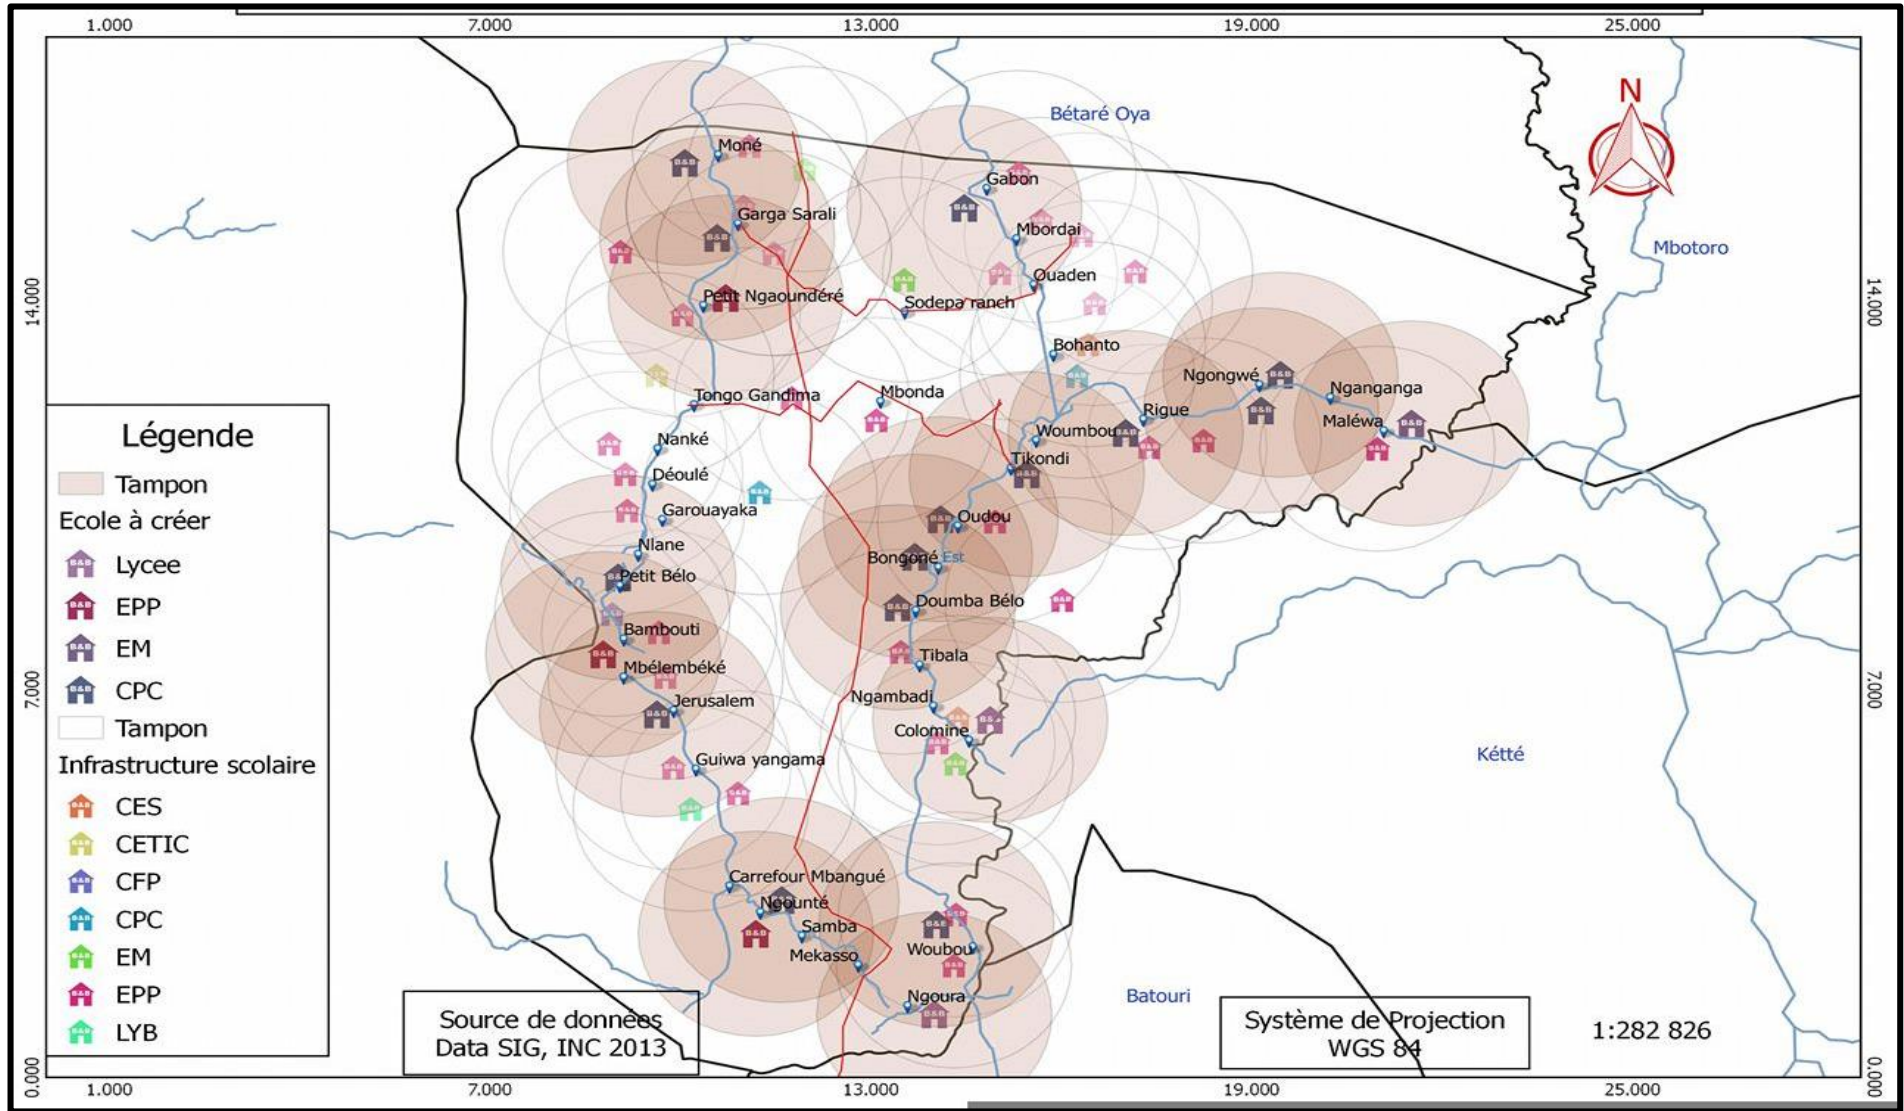 1.000 7.000 13.000 19.000 25.000
N
Bétaré Oya
Moné
Gabon
Garga Sarali
Mbordai
Mbotoro
Ouaden
14.000
14.000
Petit Ngaoundéré
Sodepa ranch
Bohanto
Ngongwé
Nganganga
Tongo Gandima
Mbonda
Rigue
Maléwa
Woumbou
Nanké
Tikondi
Déoulé
Garouayaka
Oudou
Nlane
Bongoné
Est
Petit Bélo
Doumba Bélo
Bambouti
Tibala
Mbélembéké
7.000
7.000
Jerusalem
Ngambadi
Colomine
Guiwa yangama
Kétté
Carrefour Mbangué
Ngounté
Samba
Mekasso
Woubou
Ngoura
Batouri
Légende
Tampon
Ecole à créer
B&B Lycee
B&B EPP
B&B EM
B&B CPC
Tampon
Infrastructure scolaire
B&B CES
B&B CETIC
B&B CFP
B&B CPC
B&B EM
B&B EPP
B&B LYB
Source de données
Data SIG, INC 2013
Système de Projection
WGS 84
1:282 826
0.000
0.000
1.000 7.000 13.000 19.000 25.000